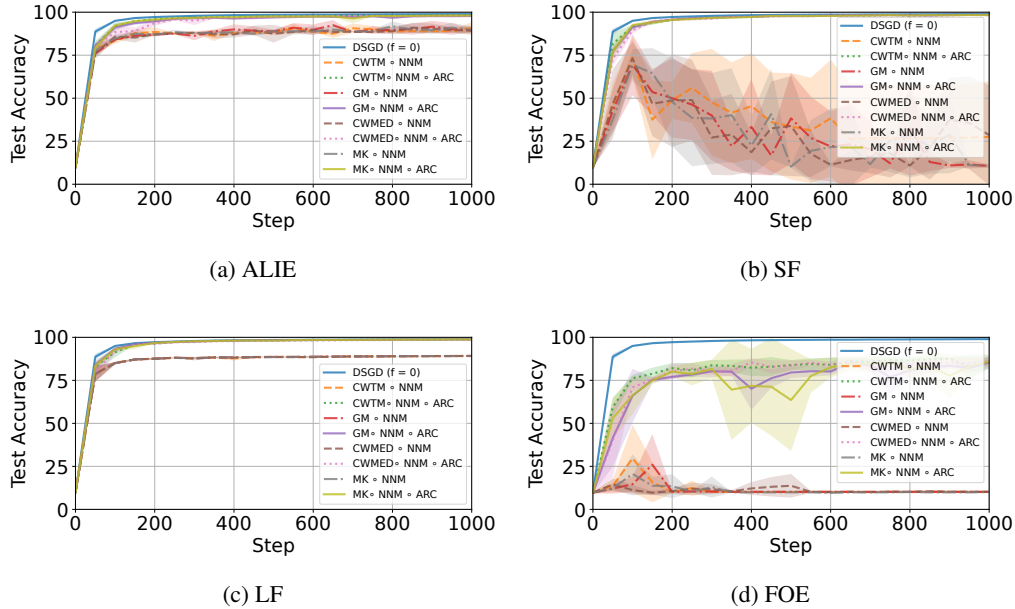 100
75
50
25
0
Test Accuracy
0 200 400 600 800 1000
Step
DSGD (f = 0)
CWTM ∘ NNM
CWTM∘ NNM ∘ ARC
GM ∘ NNM
GM∘ NNM ∘ ARC
CWMED ∘ NNM
CWMED∘ NNM ∘ ARC
MK ∘ NNM
MK∘ NNM ∘ ARC
(a) ALIE
100
75
50
25
0
Test Accuracy
0 200 400 600 800 1000
Step
DSGD (f = 0)
CWTM ∘ NNM
CWTM∘ NNM ∘ ARC
GM ∘ NNM
GM∘ NNM ∘ ARC
CWMED ∘ NNM
CWMED∘ NNM ∘ ARC
MK ∘ NNM
MK∘ NNM ∘ ARC
(b) SF
100
75
50
25
0
Test Accuracy
0 200 400 600 800 1000
Step
DSGD (f = 0)
CWTM ∘ NNM
CWTM∘ NNM ∘ ARC
GM ∘ NNM
GM∘ NNM ∘ ARC
CWMED ∘ NNM
CWMED∘ NNM ∘ ARC
MK ∘ NNM
MK∘ NNM ∘ ARC
(c) LF
100
75
50
25
0
Test Accuracy
0 200 400 600 800 1000
Step
DSGD (f = 0)
CWTM ∘ NNM
CWTM∘ NNM ∘ ARC
GM ∘ NNM
GM∘ NNM ∘ ARC
CWMED ∘ NNM
CWMED∘ NNM ∘ ARC
MK ∘ NNM
MK∘ NNM ∘ ARC
(d) FOE